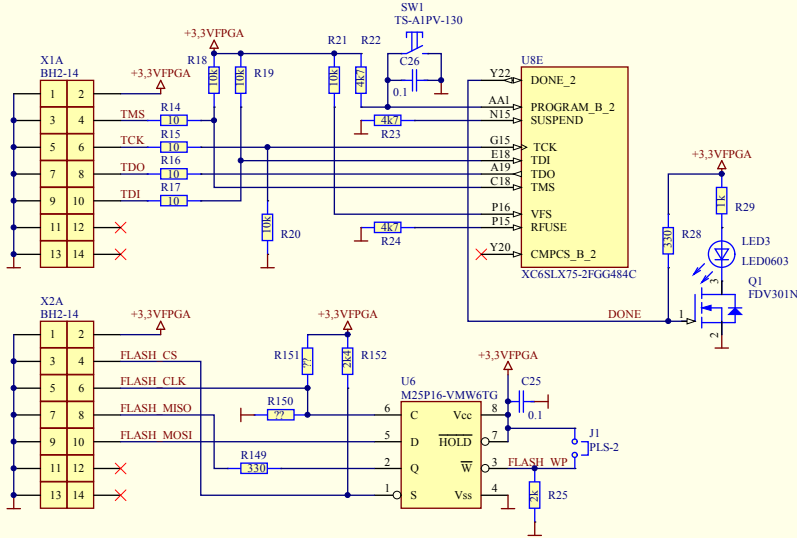 SW1
TS-A1PV-130
+3,3VFPGA
R21 R22
X1A
BH2-14
+3,3VFPGA
R18
R19
C26
0.1
10k
10k
10k
4k7
U8E
Y22
DONE_2
1 2
3 4
5 6
7 8
9 10
11 12
13 14
TMS
R14
10
TCK
R15
10
TDO
R16
10
TDI
R17
10
AA1
PROGRAM_B_2
N15
SUSPEND
4k7
R23
G15
TCK
E18
TDI
A19
TDO
C18
TMS
P16
VFS
P15
RFUSE
4k7
R24
10k
R20
Y20
CMPCS_B_2
XC6SLX75-2FGG484C
+3,3VFPGA
1k
R29
330
R28
LED3
LED0603
3
Q1
FDV301N
DONE
1
2
X2A
BH2-14
+3,3VFPGA
+3,3VFPGA
1 2
3 4
5 6
7 8
9 10
11 12
13 14
FLASH_CS
FLASH_CLK
FLASH_MISO
FLASH_MOSI
R151
??
2k4
R152
R150
??
R149
330
U6
M25P16-VMW6TG
6
C
5
D
2
Q
1
S
Vcc
8
HOLD
7
W
3
Vss
4
+3,3VFPGA
C25
0.1
FLASH_WP
J1
PLS-2
2k
R25